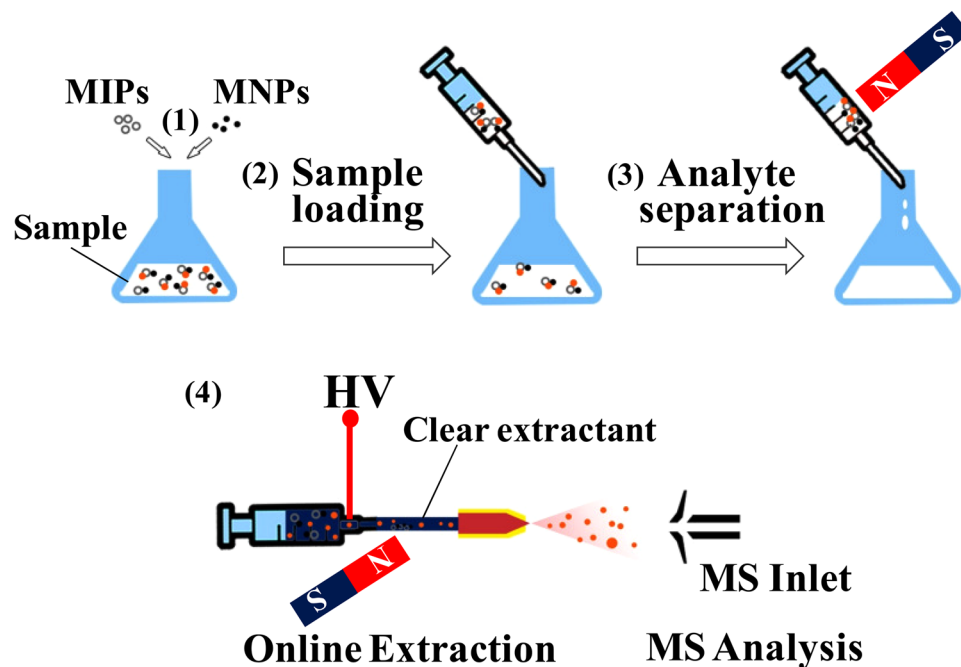 S
N
MIPs
MNPs
(1)
(2) Sample
loading
(3) Analyte
separation
Sample
(4)
HV
Clear extractant
N
S
MS Inlet
Online Extraction
MS Analysis